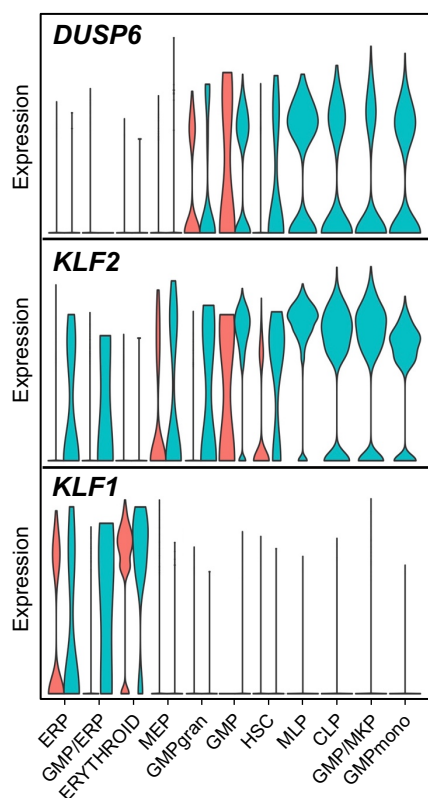 DUSP6
Expression
KLF2
Expression
KLF1
Expression
ERP
GMP/ERP
ERYTHROID
MEP
GMPgran
GMP
HSC
MLP
CLP
GMP/MKP
GMPmono